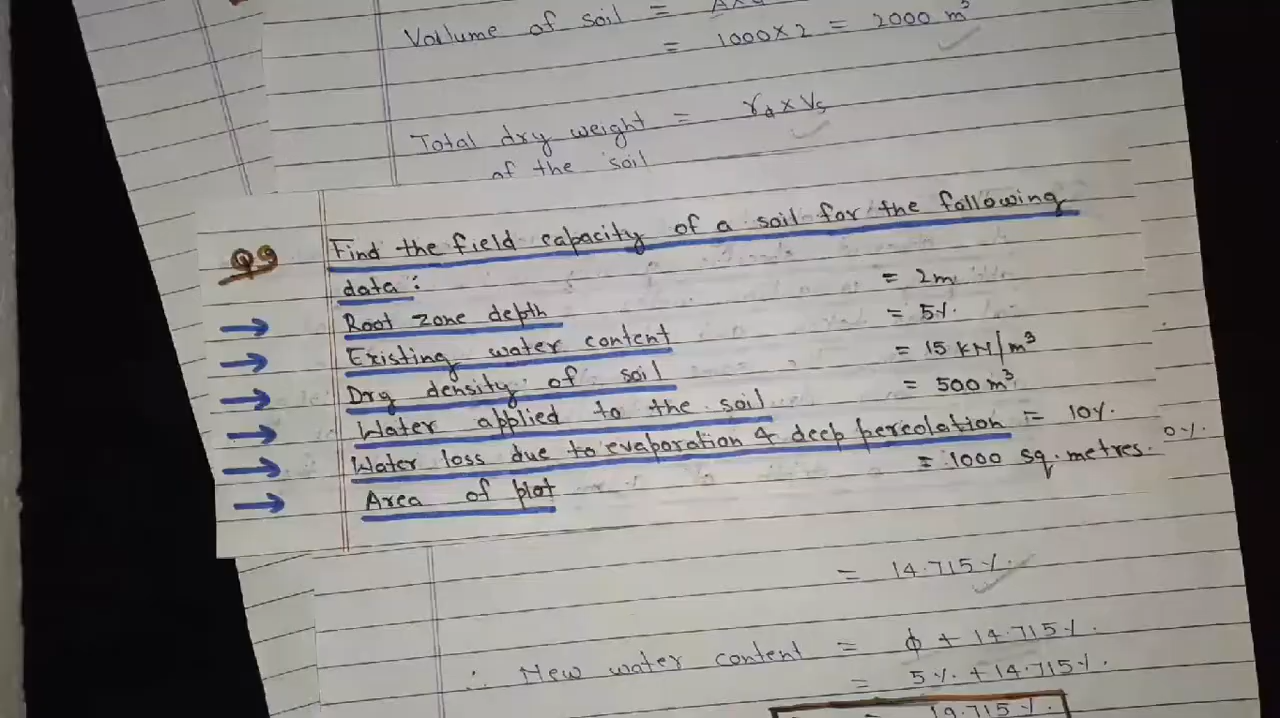 Volume of soil =
= 1000 × 2 = 2000 m³
Total dry weight = γd × Vs
of the soil
Q9 Find the field capacity of a soil for the following
data:
→ Root zone depth = 2m
→ Existing water content = 5%
→ Dry density of soil = 15 KN/m³
→ Water applied to the soil = 500 m³
→ Water loss due to evaporation & deep percolation = 10%.
→ Area of plot = 1000 sq. metres.
0%.
= 14.715%.
∴ New water content = ϕ + 14.715%.
= 5% + 14.715%.
= 19.715%.